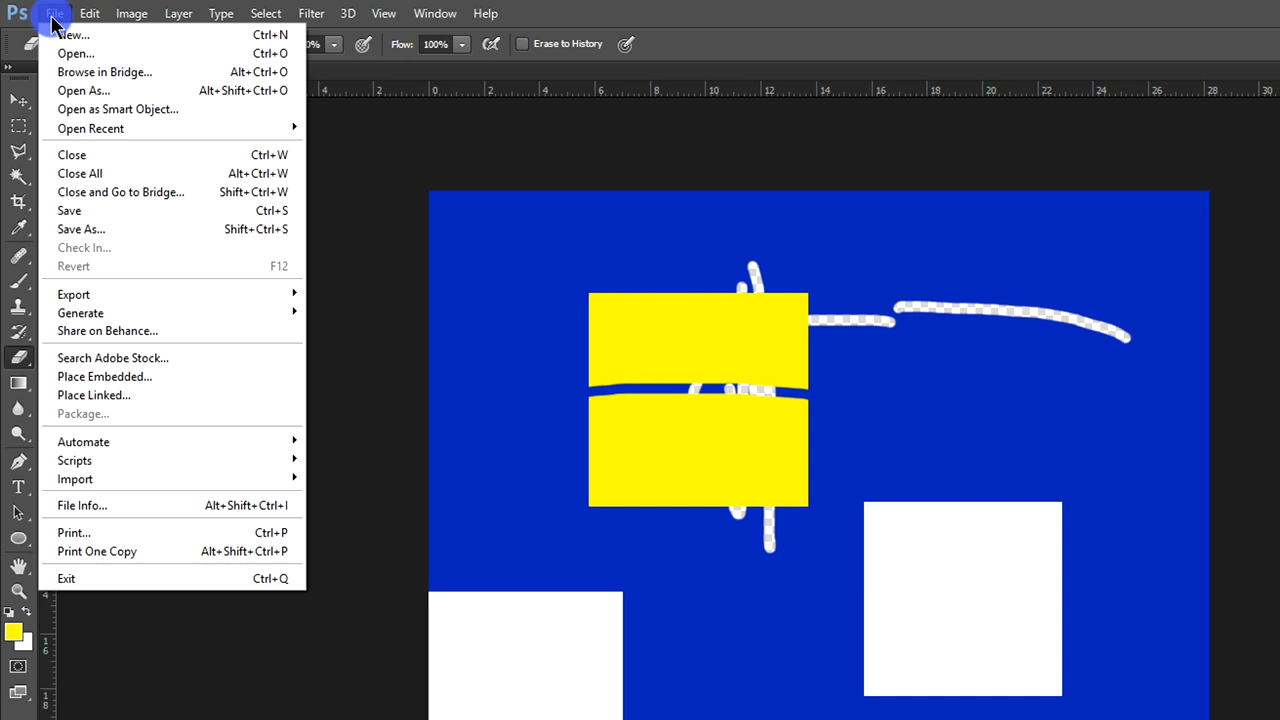 Ps File Edit Image Layer Type Select Filter 3D View Window Help
Flow: 100% Erase to History
4 2 0 2 4 6 8 10 12 14 16 18 20 22 24 26 28 30
Ctrl+N
Open... Ctrl+O
Browse in Bridge... Alt+Ctrl+O
Open As... Alt+Shift+Ctrl+O
Open as Smart Object...
Open Recent
Close Ctrl+W
Close All Alt+Ctrl+W
Close and Go to Bridge... Shift+Ctrl+W
Save Ctrl+S
Save As... Shift+Ctrl+S
Check In...
Revert F12
Export
Generate
Share on Behance...
Search Adobe Stock...
Place Embedded...
Place Linked...
Package...
Automate
Scripts
Import
File Info... Alt+Shift+Ctrl+I
Print... Ctrl+P
Print One Copy Alt+Shift+Ctrl+P
Exit Ctrl+Q
4
16
18